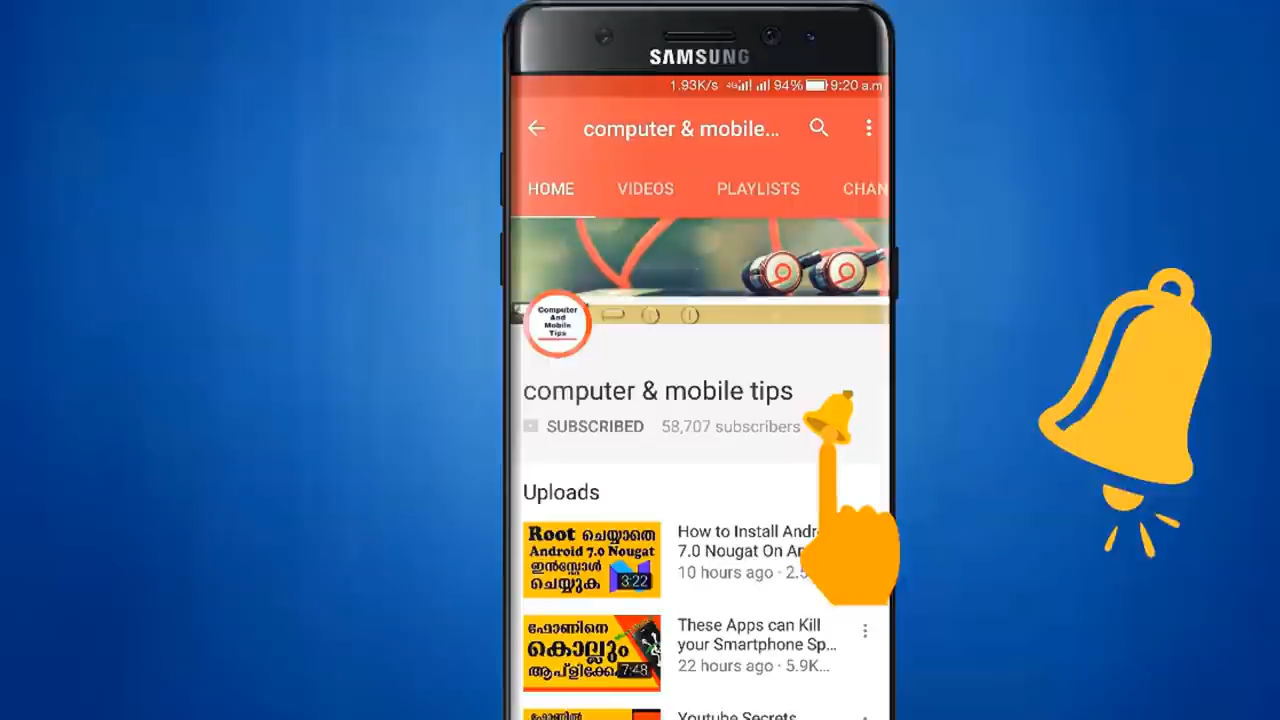 SAMSUNG
1.93K/s 4G 94% 9:20 a.m
computer & mobile...
HOME VIDEOS PLAYLISTS CHAN
Computer
And
Mobile
Tips
computer & mobile tips
SUBSCRIBED 58,707 subscribers
Uploads
Root ചെയ്യാതെ
Android 7.0 Nougat
ഇൻസ്റ്റോൾ
ചെയ്യുക
3:22
How to Install Andr
7.0 Nougat On An
10 hours ago · 2.5
ഫോണിനെ
കൊല്ലും
ആപ്ളിക്കേ
7:48
These Apps can Kill
your Smartphone Sp...
22 hours ago · 5.9K...
ഫോണിൽ
Youtube Secrets